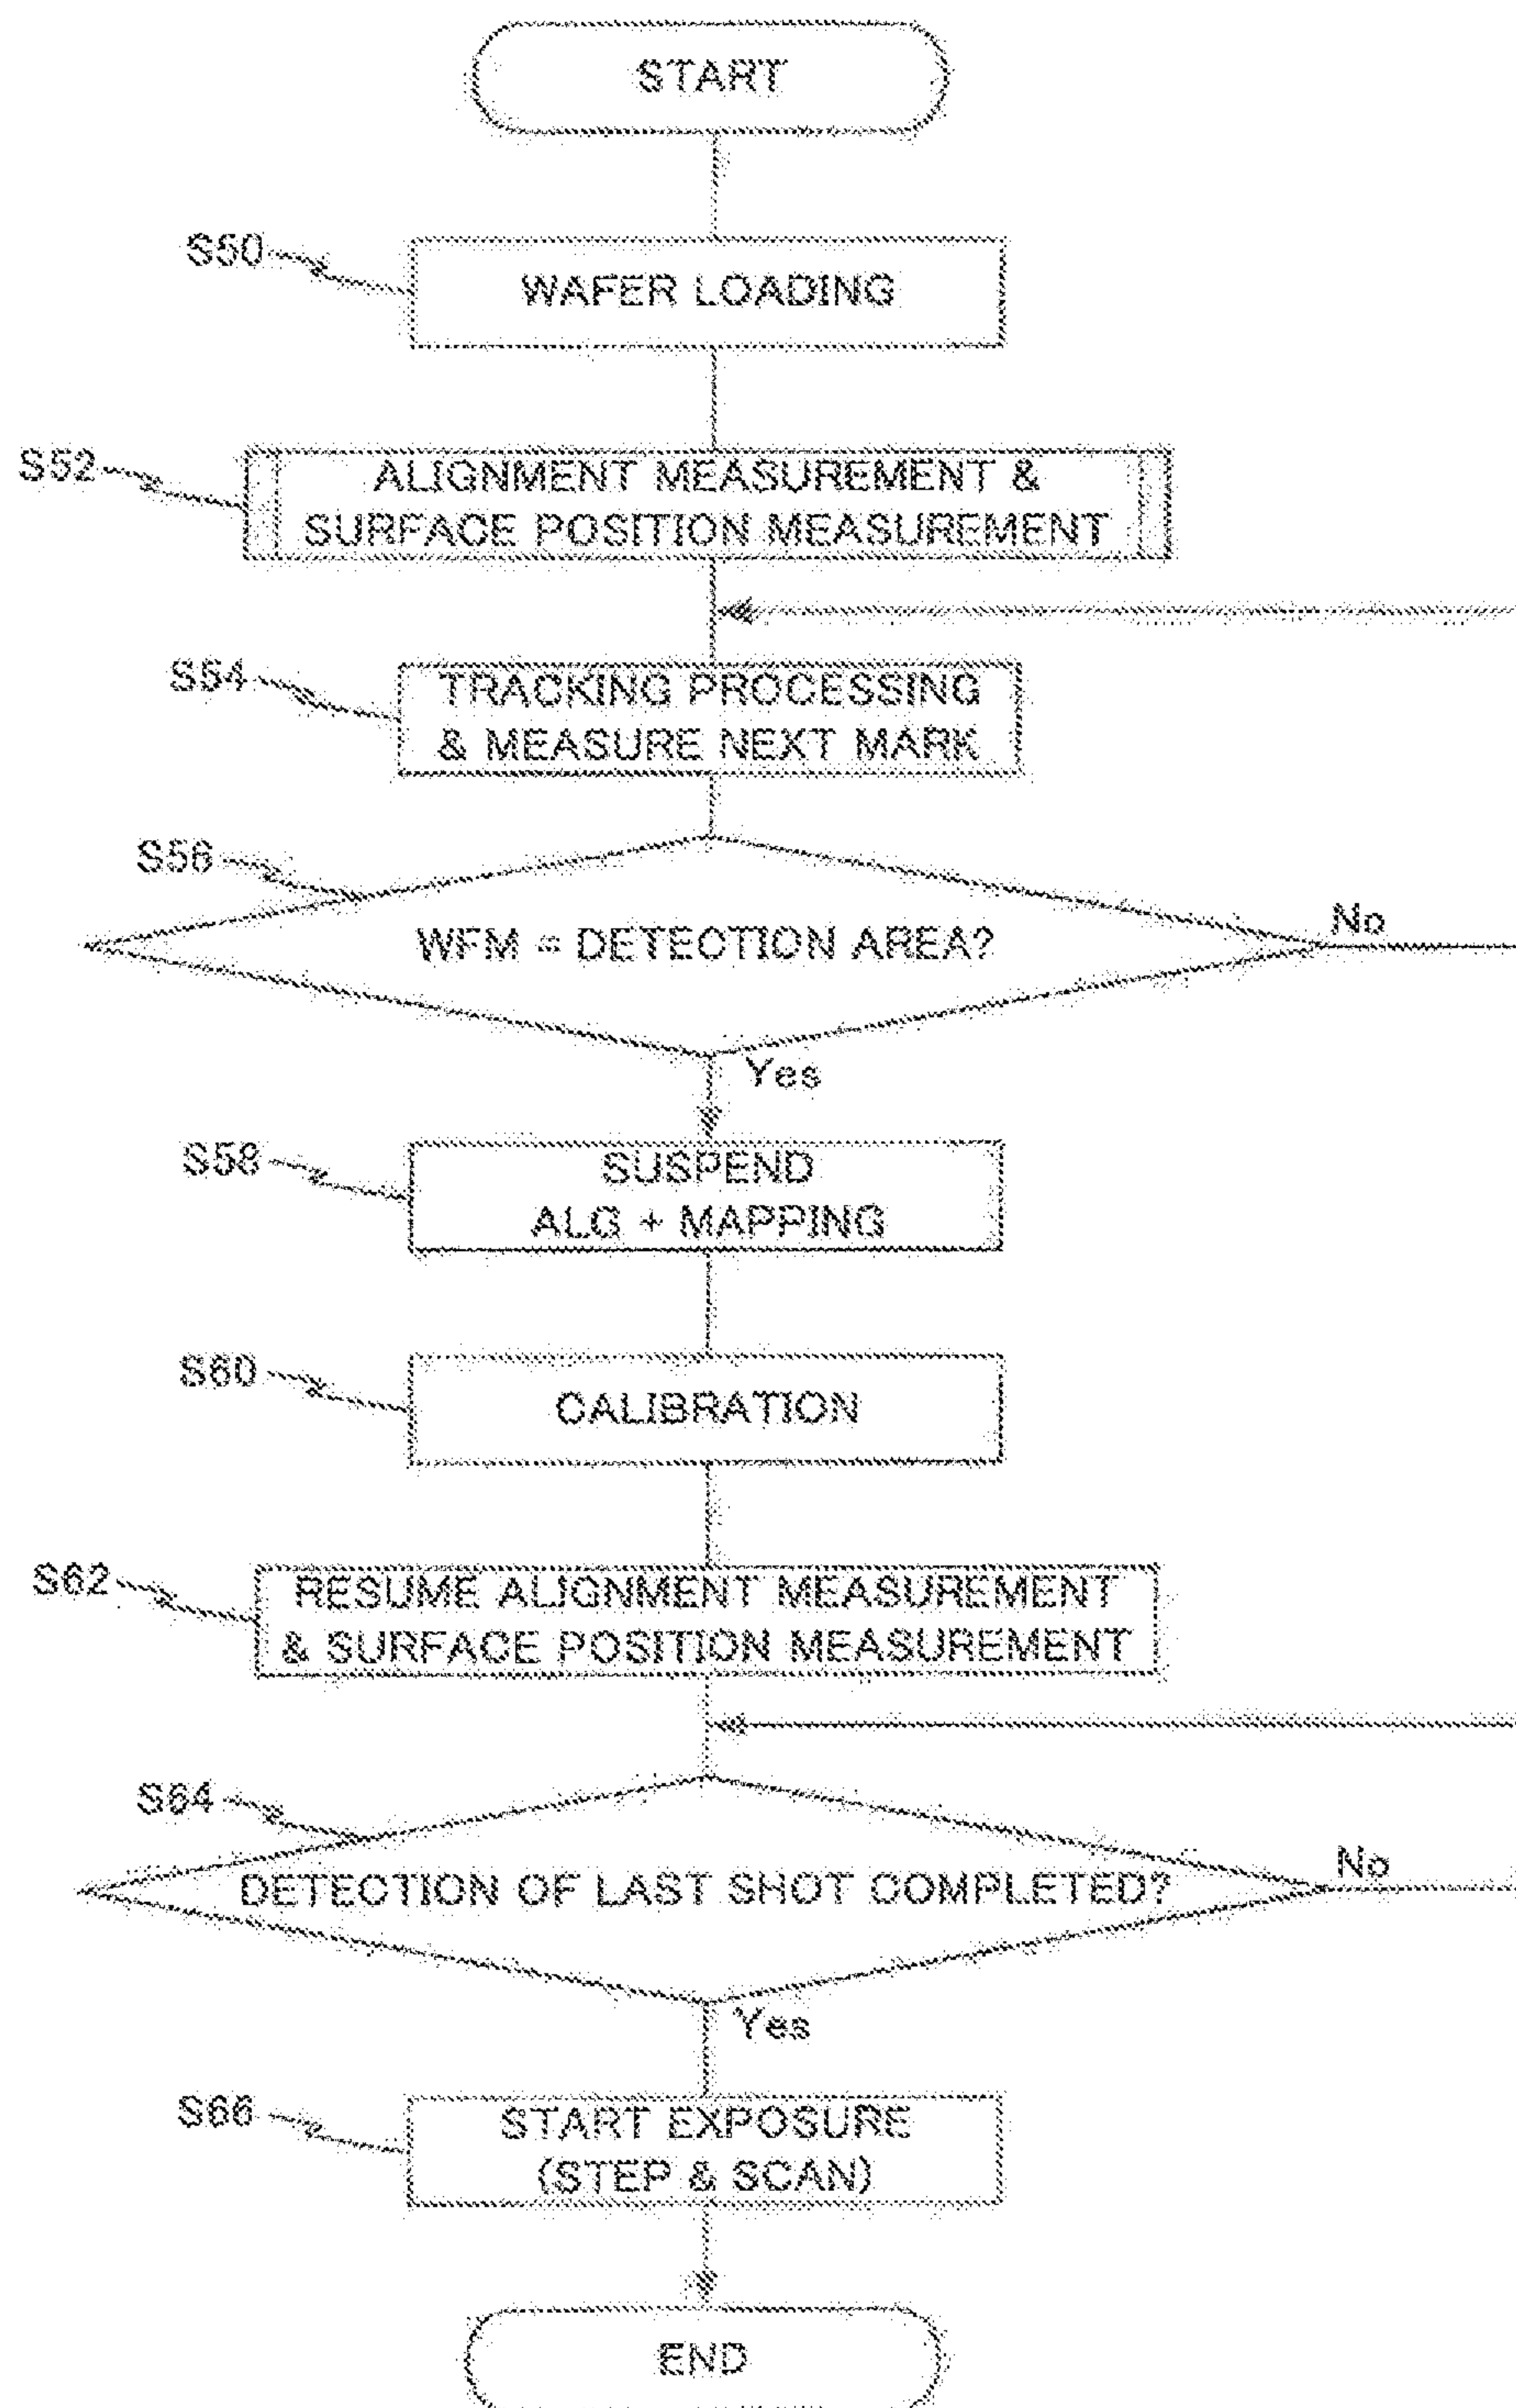 START
S50
WAFER LOADING
S52
ALIGNMENT MEASUREMENT &
SURFACE POSITION MEASUREMENT
S54
TRACKING PROCESSING
& MEASURE NEXT MARK
S56
WFM = DETECTION AREA?
No
Yes
S58
SUSPEND
ALG + MAPPING
S60
CALIBRATION
S62
RESUME ALIGNMENT MEASUREMENT
& SURFACE POSITION MEASUREMENT
S64
DETECTION OF LAST SHOT COMPLETED?
No
Yes
S66
START EXPOSURE
(STEP & SCAN)
END